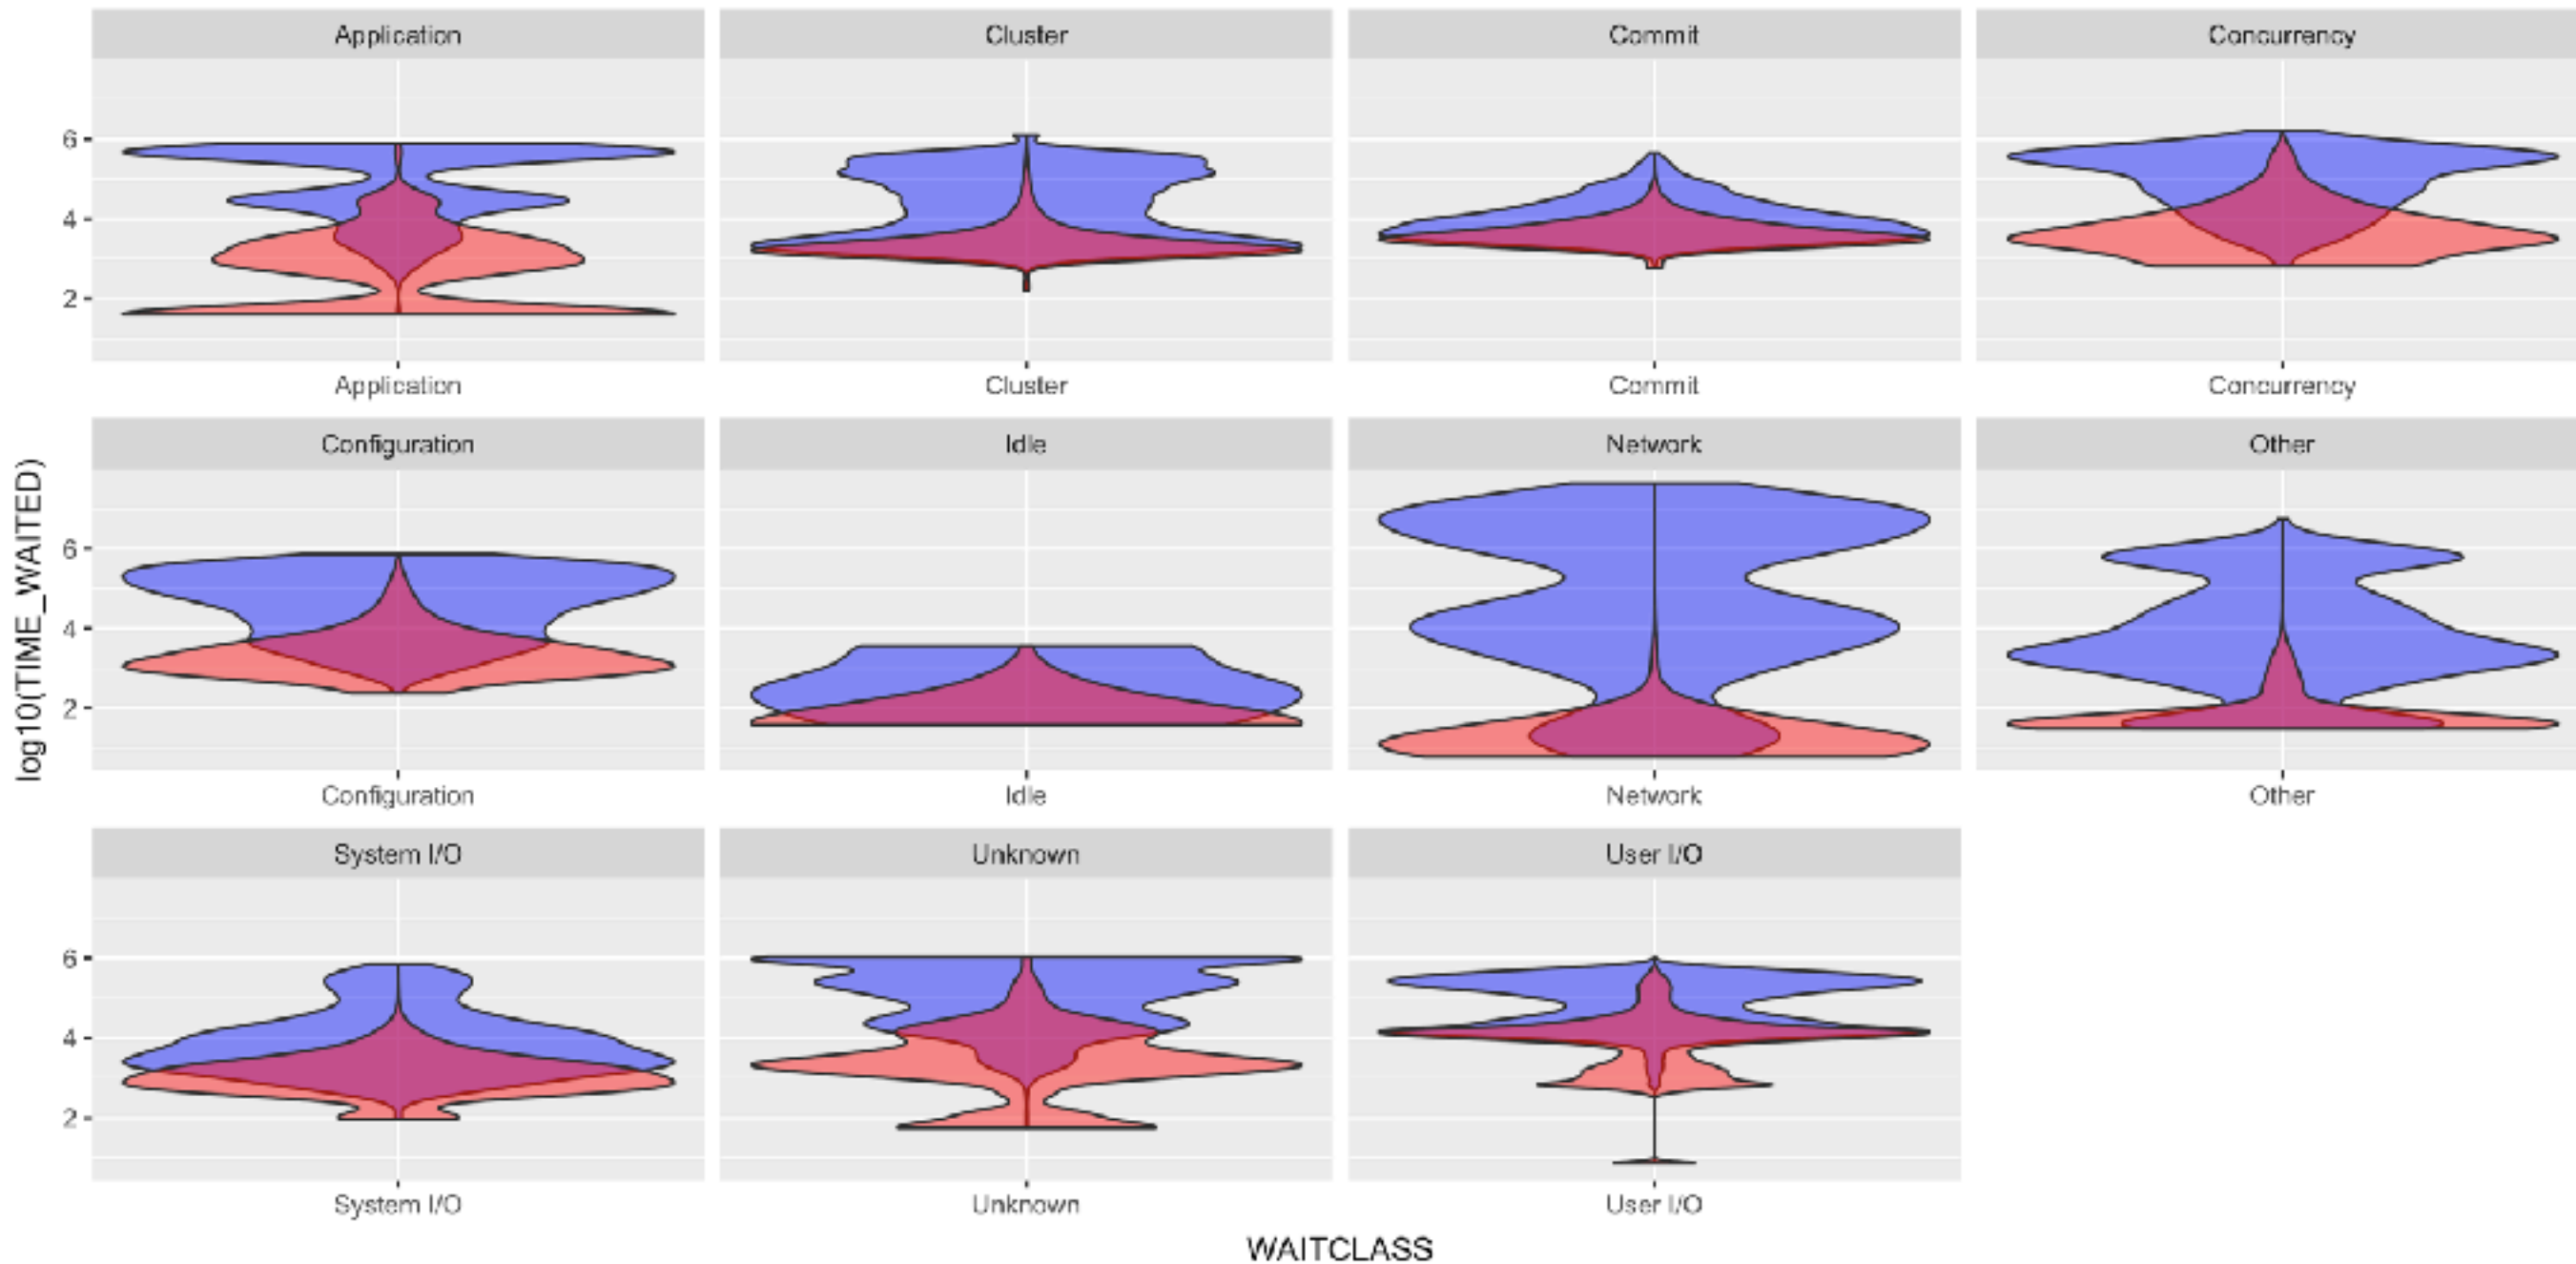 Application Cluster Commit Concurrency
6
4
2
Application Cluster Commit Concurrency
Configuration Idle Network Other
log10(TIME_WAITED)
6
4
2
Configuration Idle Network Other
System I/O Unknown User I/O
6
4
2
System I/O Unknown User I/O
WAITCLASS